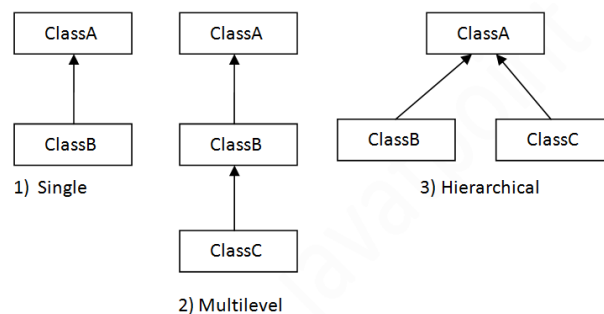 ClassA
ClassB
1) Single
ClassA
ClassB
ClassC
2) Multilevel
ClassA
ClassB
ClassC
3) Hierarchical